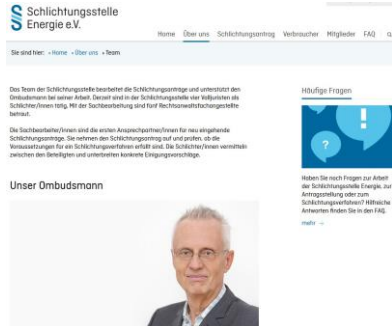 Schlichtungsstelle
Energie e.V.
Home Über uns Schlichtungsantrag Verbraucher Mitglieder FAQ
Sie sind hier: » Home » Über uns » Team
Das Team der Schlichtungsstelle bearbeitet die Schlichtungsanträge und unterstützt den
Ombudsmann bei seiner Arbeit. Derzeit sind in der Schlichtungsstelle vier Volljuristen als
Schlichter/innen tätig. Mit der Sachbearbeitung sind fünf Rechtsanwaltsfachangestellte
betraut.
Die Sachbearbeiter/innen sind die ersten Ansprechpartner/innen für neu eingehende
Schlichtungsanträge. Sie nehmen den Schlichtungsantrag auf und prüfen, ob die
Voraussetzungen für ein Schlichtungsverfahren erfüllt sind. Die Schlichter/innen vermitteln
zwischen den Beteiligten und unterbreiten konkrete Einigungsvorschläge.
Unser Ombudsmann
Häufige Fragen
! ?
Haben Sie noch Fragen zur Arbeit
der Schlichtungsstelle Energie, zur
Antragstellung oder zum
Schlichtungsverfahren? Hilfreiche
Antworten finden Sie in den FAQ.
mehr →